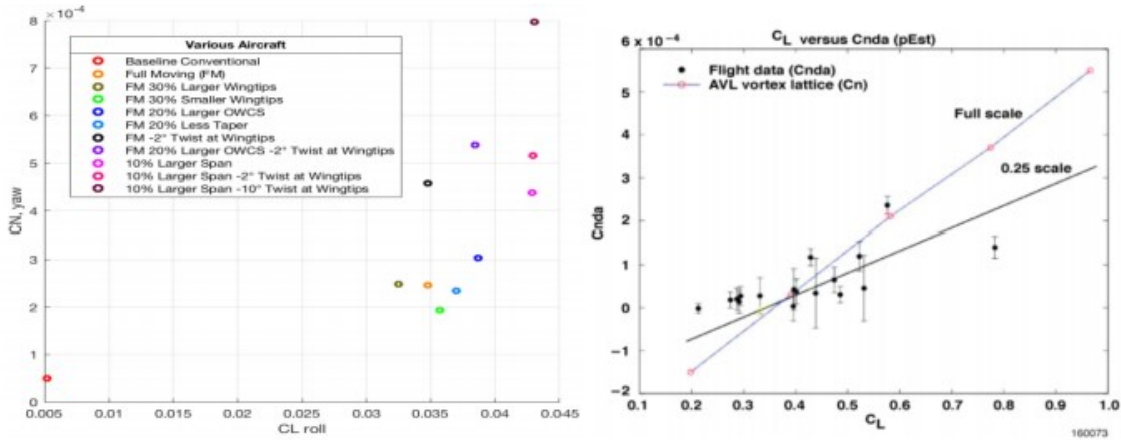 8 ×10⁻⁴
Various Aircraft
Baseline Conventional
Full Moving (FM)
FM 30% Larger Wingtips
FM 30% Smaller Wingtips
FM 20% Larger OWCS
FM 20% Less Taper
FM -2° Twist at Wingtips
FM 20% Larger OWCS -2° Twist at Wingtips
10% Larger Span
10% Larger Span -2° Twist at Wingtips
10% Larger Span -10° Twist at Wingtips
7
6
5
4
3
2
1
0
ICN, yaw
0.005 0.01 0.015 0.02 0.025 0.03 0.035 0.04 0.045
CL roll
CL versus Cnda (pEst)
6 × 10⁻⁴
Flight data (Cnda)
AVL vortex lattice (Cn)
Full scale
0.25 scale
5
4
3
2
1
0
−1
−2
Cnda
0.1 0.2 0.3 0.4 0.5 0.6 0.7 0.8 0.9 1.0
CL
160073